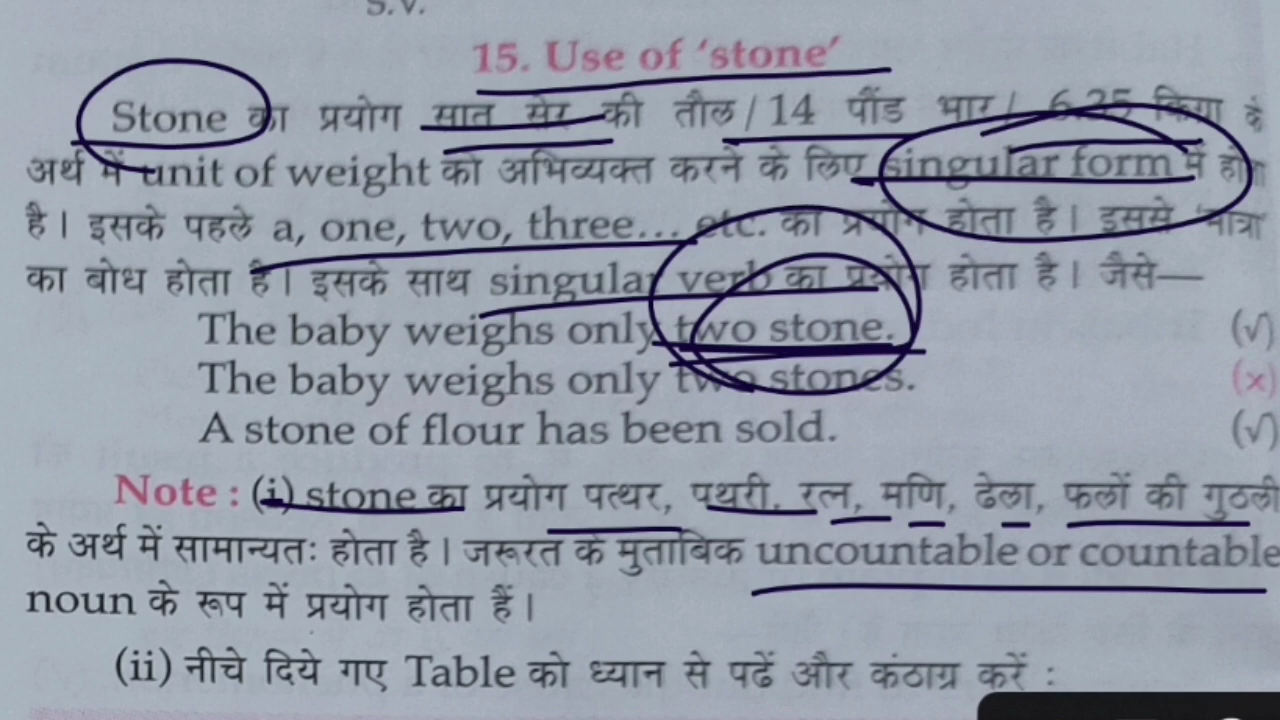 S.V.
15. Use of 'stone'
Stone का प्रयोग सात सेर की तौल / 14 पौंड भार / 6.35 किग्रा के
अर्थ में unit of weight को अभिव्यक्त करने के लिए singular form में होता
है। इसके पहले a, one, two, three... etc. का प्रयोग होता है। इससे 'मात्रा'
का बोध होता है। इसके साथ singular verb का प्रयोग होता है। जैसे—
The baby weighs only two stone. (√)
The baby weighs only two stones. (×)
A stone of flour has been sold. (√)
Note : (i) stone का प्रयोग पत्थर, पथरी, रत्न, मणि, ढेला, फलों की गुठली
के अर्थ में सामान्यतः होता है। जरूरत के मुताबिक uncountable or countable
noun के रूप में प्रयोग होता हैं।
(ii) नीचे दिये गए Table को ध्यान से पढें और कंठाग्र करें :